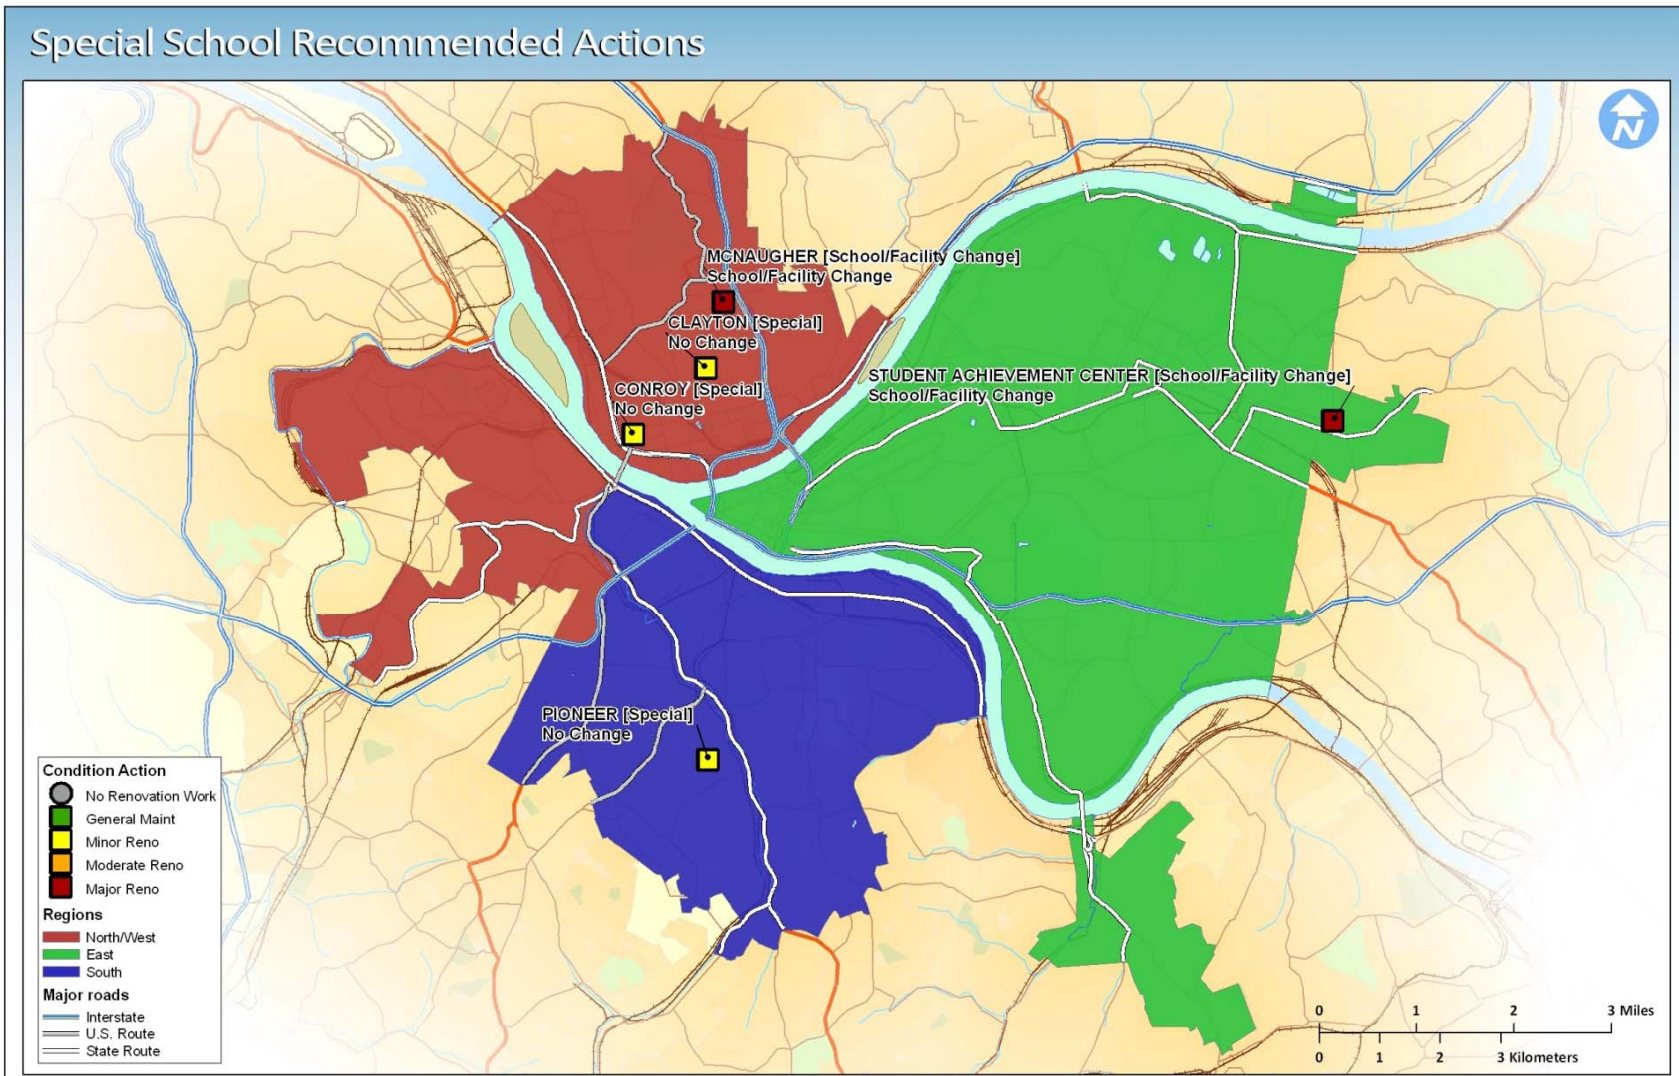 Special School Recommended Actions
N
MCNAUGHER [School/Facility Change]
School/Facility Change
CLAYTON [Special]
No Change
CONROY [Special]
No Change
STUDENT ACHIEVEMENT CENTER [School/Facility Change]
School/Facility Change
PIONEER [Special]
No Change
Condition Action
No Renovation Work
General Maint
Minor Reno
Moderate Reno
Major Reno
Regions
North/West
East
South
Major roads
Interstate
U.S. Route
State Route
0 1 2 3 Miles
0 1 2 3 Kilometers